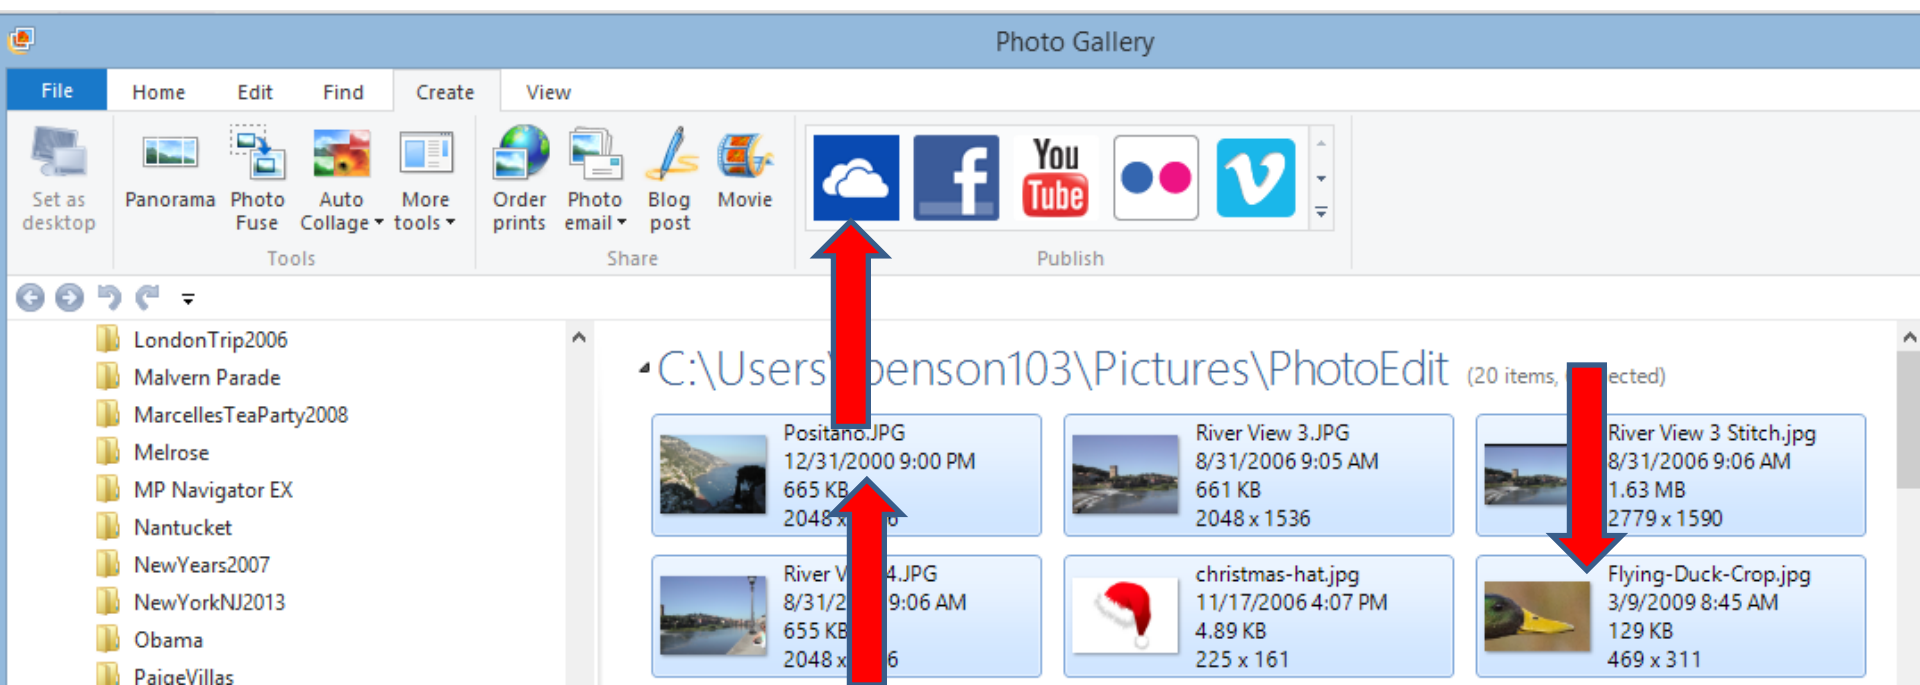 Photo Gallery
File Home Edit Find Create View
Set as desktop
Panorama
Photo Fuse
Auto Collage
More tools
Order prints
Photo email
Blog post
Movie
You Tube
Tools
Share
Publish
LondonTrip2006
Malvern Parade
MarcellesTeaParty2008
Melrose
MP Navigator EX
Nantucket
NewYears2007
NewYorkNJ2013
Obama
PaigeVillas
C:\Users\ benson103\Pictures\PhotoEdit (20 items,
Positano.JPG
12/31/2000 9:00 PM
665 KB
2048 x
River View 3.JPG
8/31/2006 9:05 AM
661 KB
2048 x 1536
River View 3 Stitch.jpg
8/31/2006 9:06 AM
1.63 MB
2779 x 1590
River 4.JPG
9:06 AM
655 KB
2048 x
christmas-hat.jpg
11/17/2006 4:07 PM
4.89 KB
225 x 161
Flying-Duck-Crop.jpg
3/9/2009 8:45 AM
129 KB
469 x 311